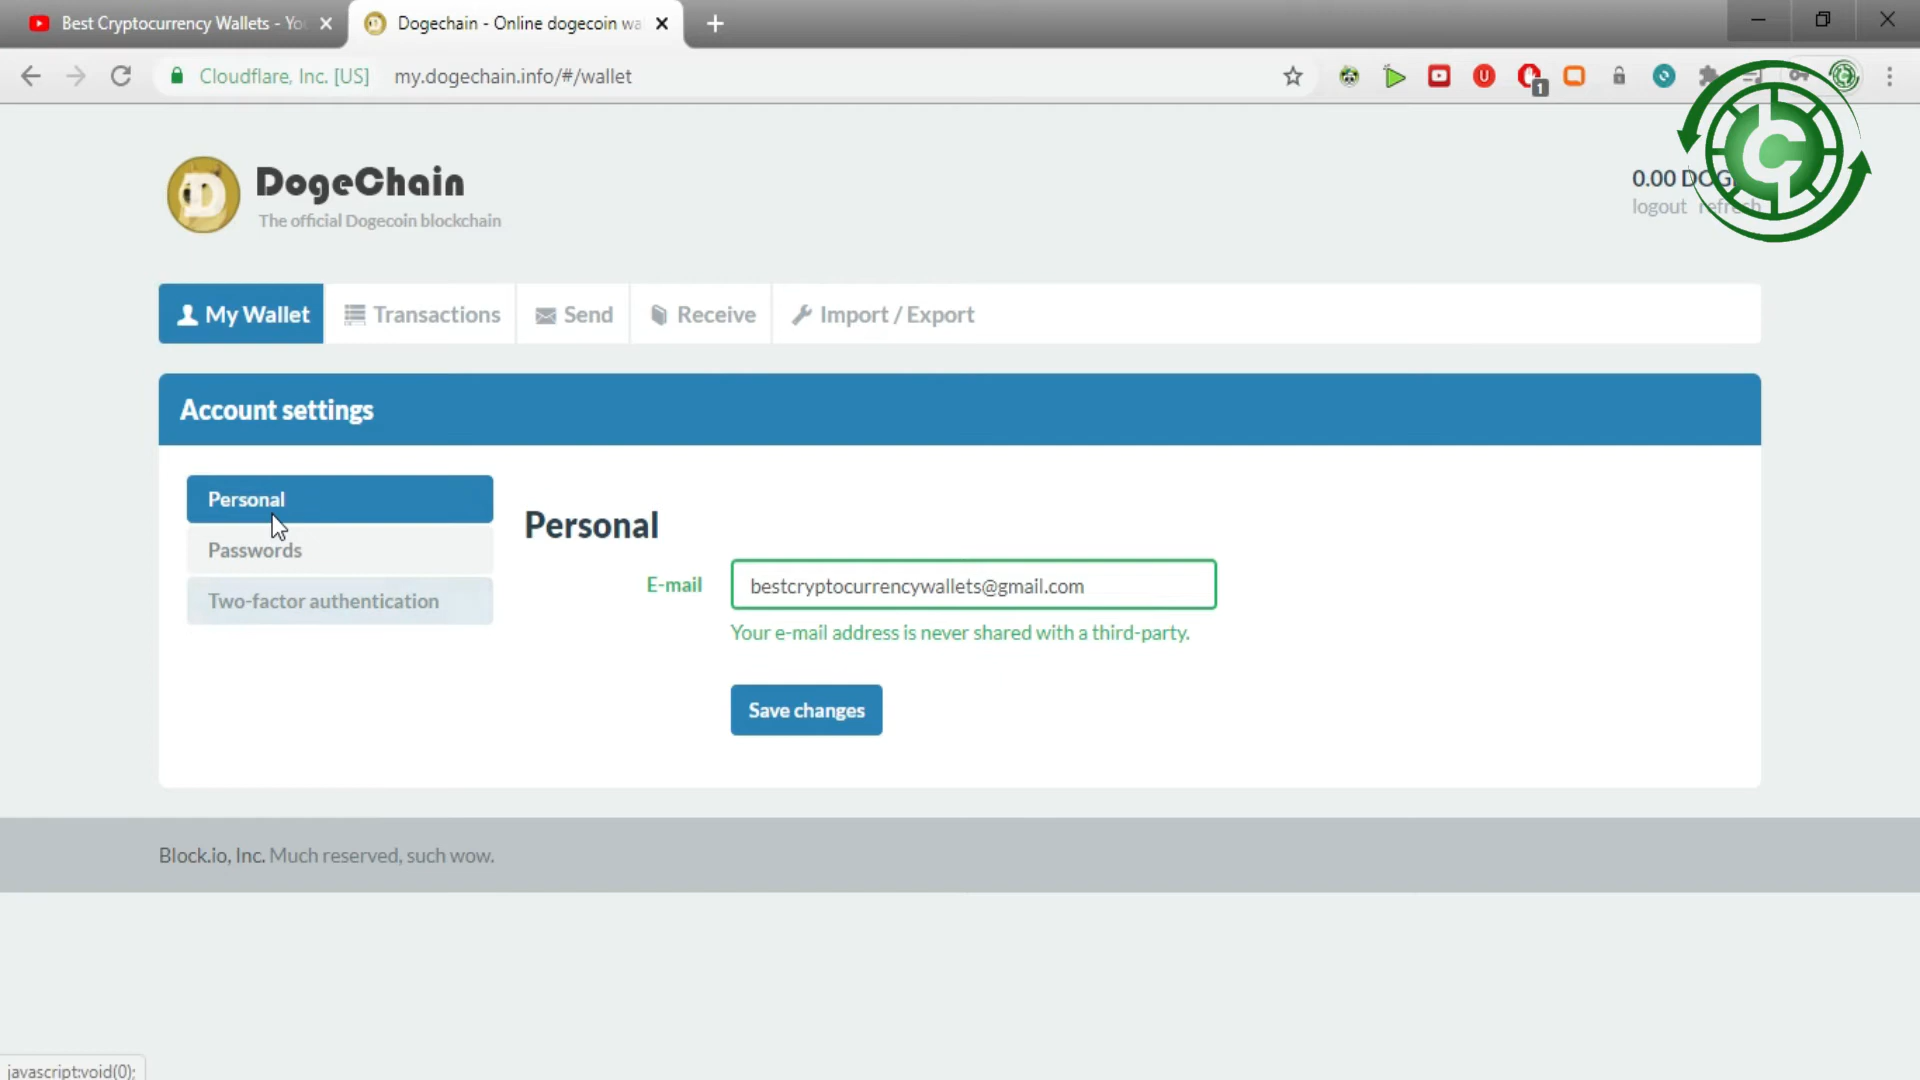 Best Cryptocurrency Wallets - Yo
Dogechain - Online dogecoin wa
Cloudflare, Inc. [US]
my.dogechain.info/#/wallet
1
DogeChain
The official Dogecoin blockchain
0.00 DOG
logout refresh
My Wallet
Transactions
Send
Receive
Import / Export
Account settings
Personal
Passwords
Two-factor authentication
Personal
E-mail
bestcryptocurrencywallets@gmail.com
Your e-mail address is never shared with a third-party.
Save changes
Block.io, Inc. Much reserved, such wow.
javascript:void(0);